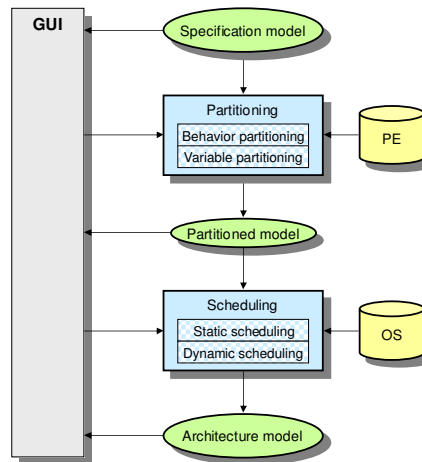 GUI
Specification model
Partitioning
Behavior partitioning
Variable partitioning
PE
Partitioned model
Scheduling
Static scheduling
Dynamic scheduling
OS
Architecture model